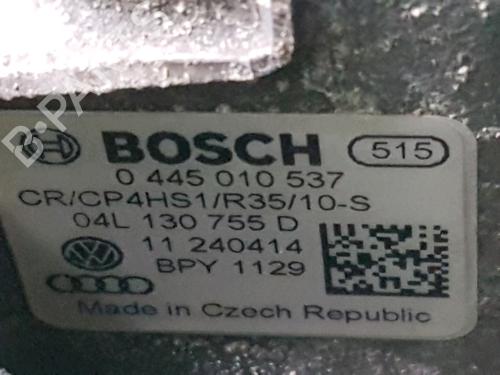 BOSCH 515
0 445 010 537
CR/CP4HS1/R35/10-S
04L 130 755 D
11 240414
BPY 1129
Made in Czech Republic